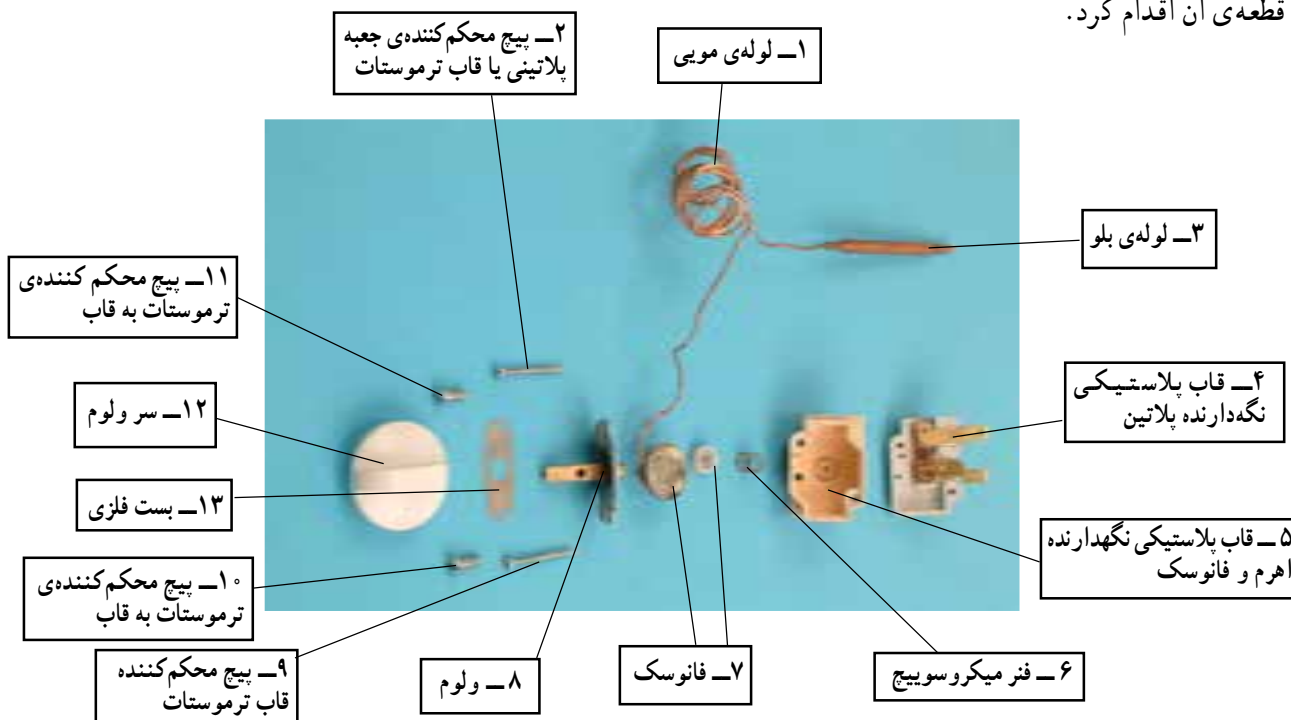 قطعه‌ی آن اقدام کرد.
۱ــ لوله‌ی مویی
۲ــ پیچ محکم‌کننده‌ی جعبه
پلاتینی یا قاب ترموستات
۳ــ لوله‌ی بلو
۴ــ قاب پلاستیکی
نگه‌دارنده پلاتین
۵ ــ قاب پلاستیکی نگهدارنده
اهرم و فانوسک
۶ ــ فنر میکروسوییچ
۷ــ فانوسک
۸ ــ ولوم
۹ــ پیچ محکم‌کننده
قاب ترموستات
۱۰ــ پیچ محکم‌کننده‌ی
ترموستات به قاب
۱۱ــ پیچ محکم کننده‌ی
ترموستات به قاب
۱۲ــ سر ولوم
۱۳ــ بست فلزی